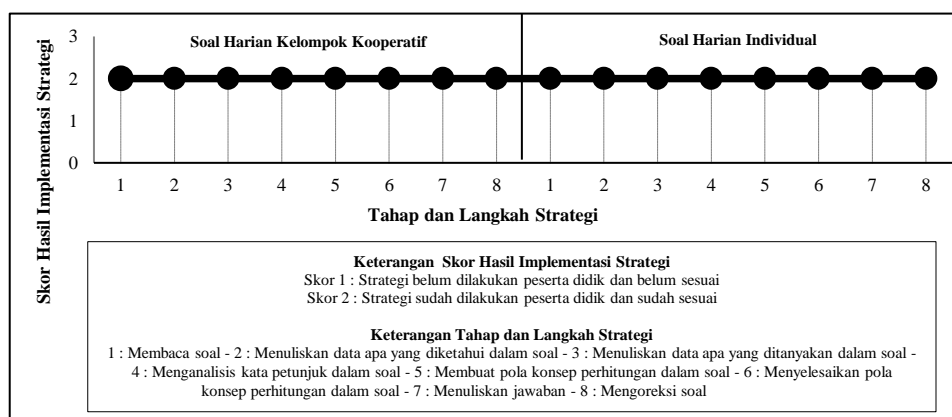 Soal Harian Kelompok Kooperatif
Soal Harian Individual
Skor Hasil Implementasi Strategi
3
2
1
0
1 2 3 4 5 6 7 8 1 2 3 4 5 6 7 8
Tahap dan Langkah Strategi
Keterangan Skor Hasil Implementasi Strategi
Skor 1 : Strategi belum dilakukan peserta didik dan belum sesuai
Skor 2 : Strategi sudah dilakukan peserta didik dan sudah sesuai
Keterangan Tahap dan Langkah Strategi
1 : Membaca soal - 2 : Menuliskan data apa yang diketahui dalam soal - 3 : Menuliskan data apa yang ditanyakan dalam soal -
4 : Menganalisis kata petunjuk dalam soal - 5 : Membuat pola konsep perhitungan dalam soal - 6 : Menyelesaikan pola
konsep perhitungan dalam soal - 7 : Menuliskan jawaban - 8 : Mengoreksi soal